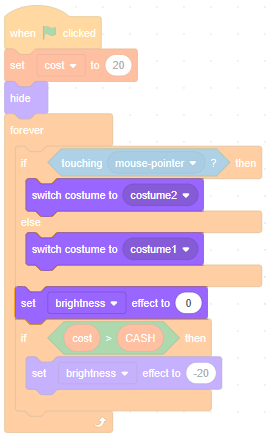 when clicked
set cost to 20
hide
forever
if touching mouse-pointer ? then
switch costume to costume2
else
switch costume to costume1
set brightness effect to 0
if cost > CASH then
set brightness effect to -20